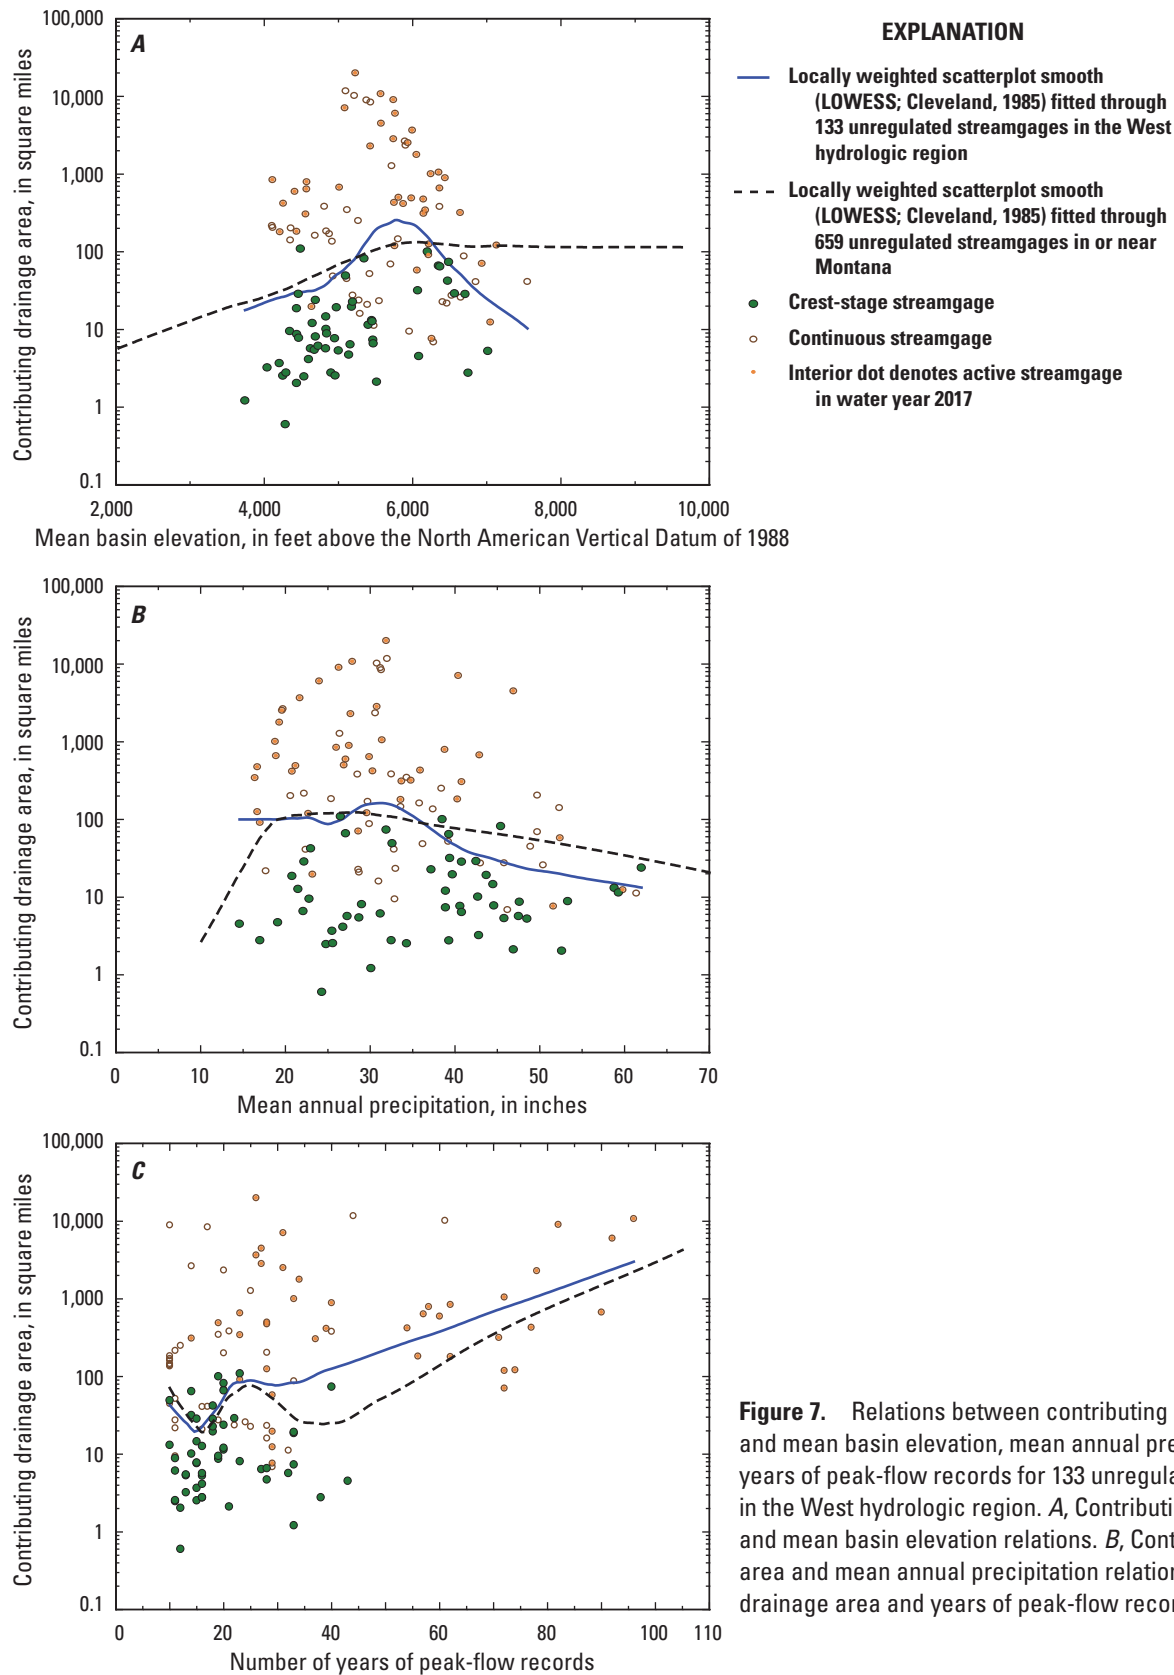 100,000
10,000
1,000
100
10
1
0.1
Contributing drainage area, in square miles
A
2,000 4,000 6,000 8,000 10,000
Mean basin elevation, in feet above the North American Vertical Datum of 1988
EXPLANATION
Locally weighted scatterplot smooth
(LOWESS; Cleveland, 1985) fitted through
133 unregulated streamgages in the West
hydrologic region
Locally weighted scatterplot smooth
(LOWESS; Cleveland, 1985) fitted through
659 unregulated streamgages in or near
Montana
Crest-stage streamgage
Continuous streamgage
Interior dot denotes active streamgage
in water year 2017
100,000
10,000
1,000
100
10
1
0.1
Contributing drainage area, in square miles
B
0 10 20 30 40 50 60 70
Mean annual precipitation, in inches
100,000
10,000
1,000
100
10
1
0.1
Contributing drainage area, in square miles
C
0 20 40 60 80 100 110
Number of years of peak-flow records
Figure 7. Relations between contributing
and mean basin elevation, mean annual pre
years of peak-flow records for 133 unregula
in the West hydrologic region. A, Contributi
and mean basin elevation relations. B, Cont
area and mean annual precipitation relation
drainage area and years of peak-flow recor